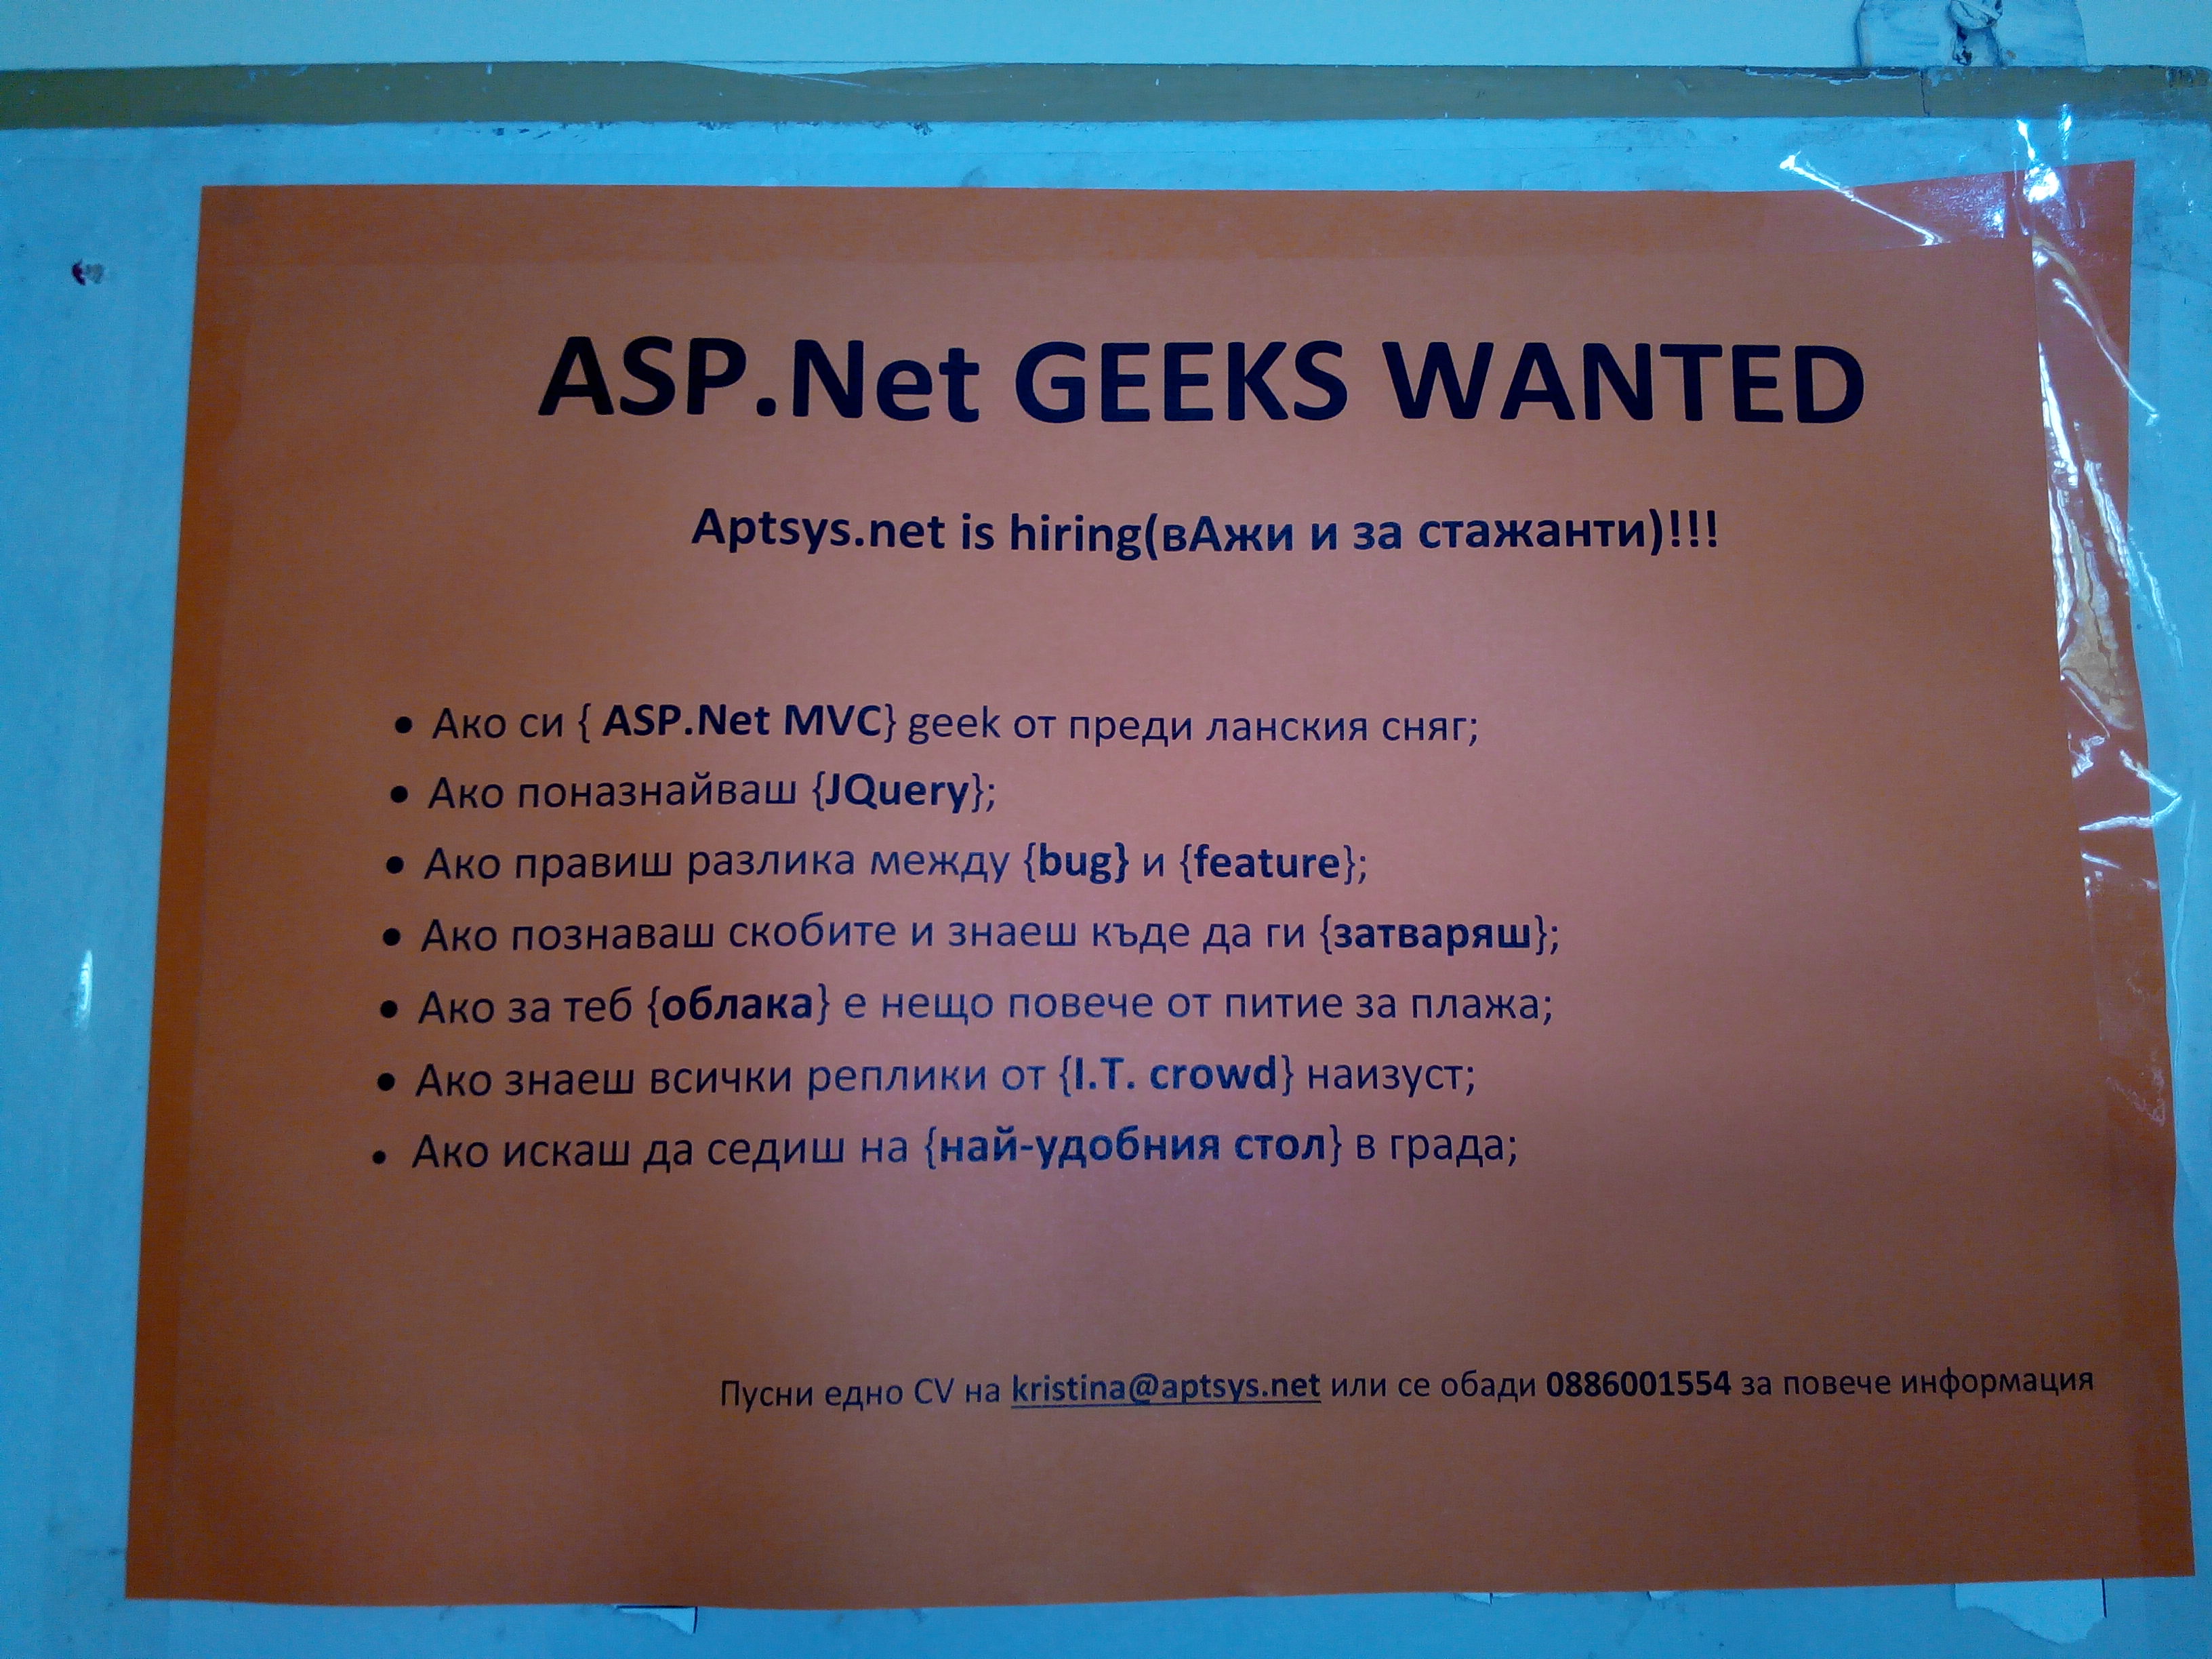 ASP.Net GEEKS WANTED
Aptsys.net is hiring(вАжи и за стажанти)!!!
• Ако си { ASP.Net MVC} geek от преди ланския сняг;
• Ако поназнайваш {JQuery};
• Ако правиш разлика между {bug} и {feature};
• Ако познаваш скобите и знаеш къде да ги {затваряш};
• Ако за теб {облака} е нещо повече от питие за плажа;
• Ако знаеш всички реплики от {I.T. crowd} наизуст;
• Ако искаш да седиш на {най-удобния стол} в града;
Пусни едно CV на kristina@aptsys.net или се обади 0886001554 за повече информация